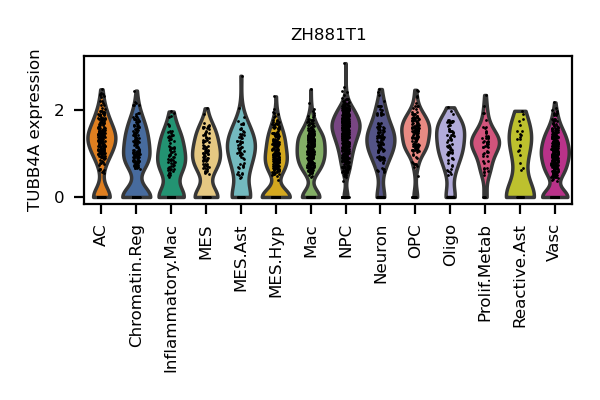 ZH881T1
TUBB4A expression
2
0
AC
Chromatin.Reg
Inflammatory.Mac
MES
MES.Ast
MES.Hyp
Mac
NPC
Neuron
OPC
Oligo
Prolif.Metab
Reactive.Ast
Vasc